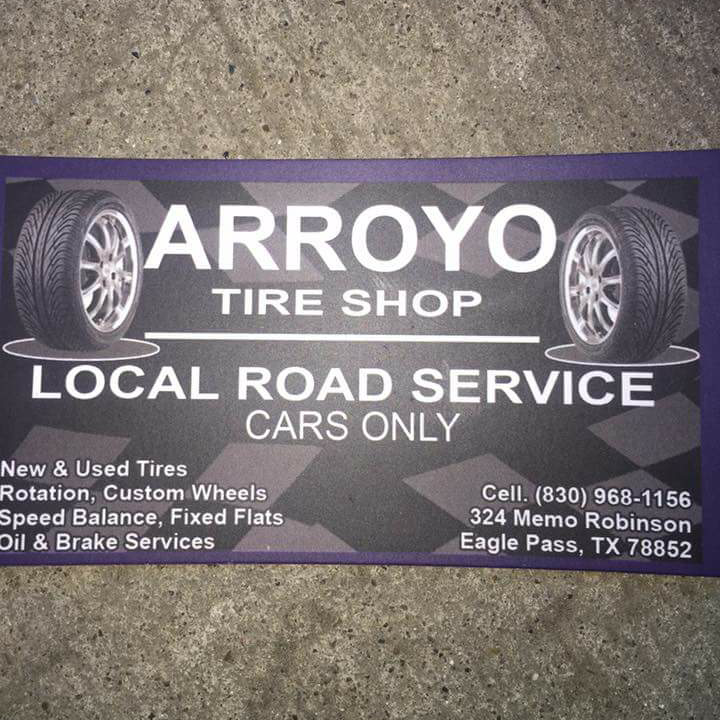 ARROYO
TIRE SHOP
LOCAL ROAD SERVICE
CARS ONLY
New & Used Tires
Rotation, Custom Wheels
Speed Balance, Fixed Flats
Oil & Brake Services
Cell. (830) 968-1156
324 Memo Robinson
Eagle Pass, TX 78852